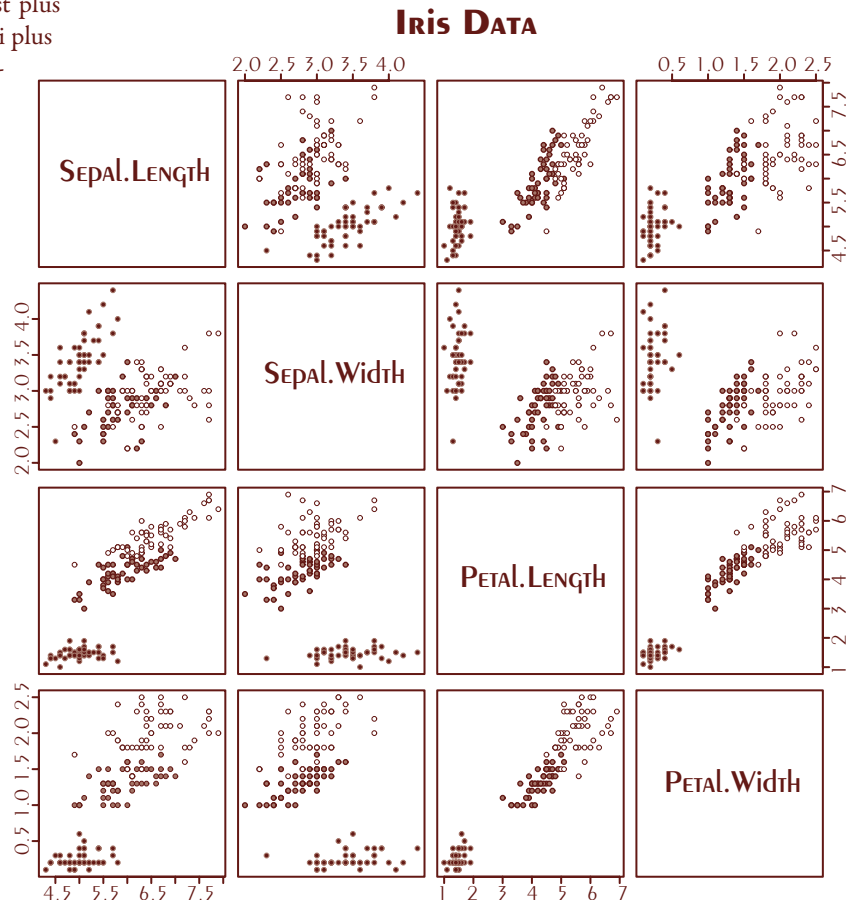 st plus
i plus
-
Iris Data
2.0 2.5 3.0 3.5 4.0
0.5 1.0 1.5 2.0 2.5
Sepal.Length
4.5 5.5 6.5 7.5
2.0 2.5 3.0 3.5 4.0
Sepal.Width
Petal.Length
1 2 3 4 5 6 7
0.5 1.0 1.5 2.0 2.5
Petal.Width
4.5 5.5 6.5 7.5
1 2 3 4 5 6 7